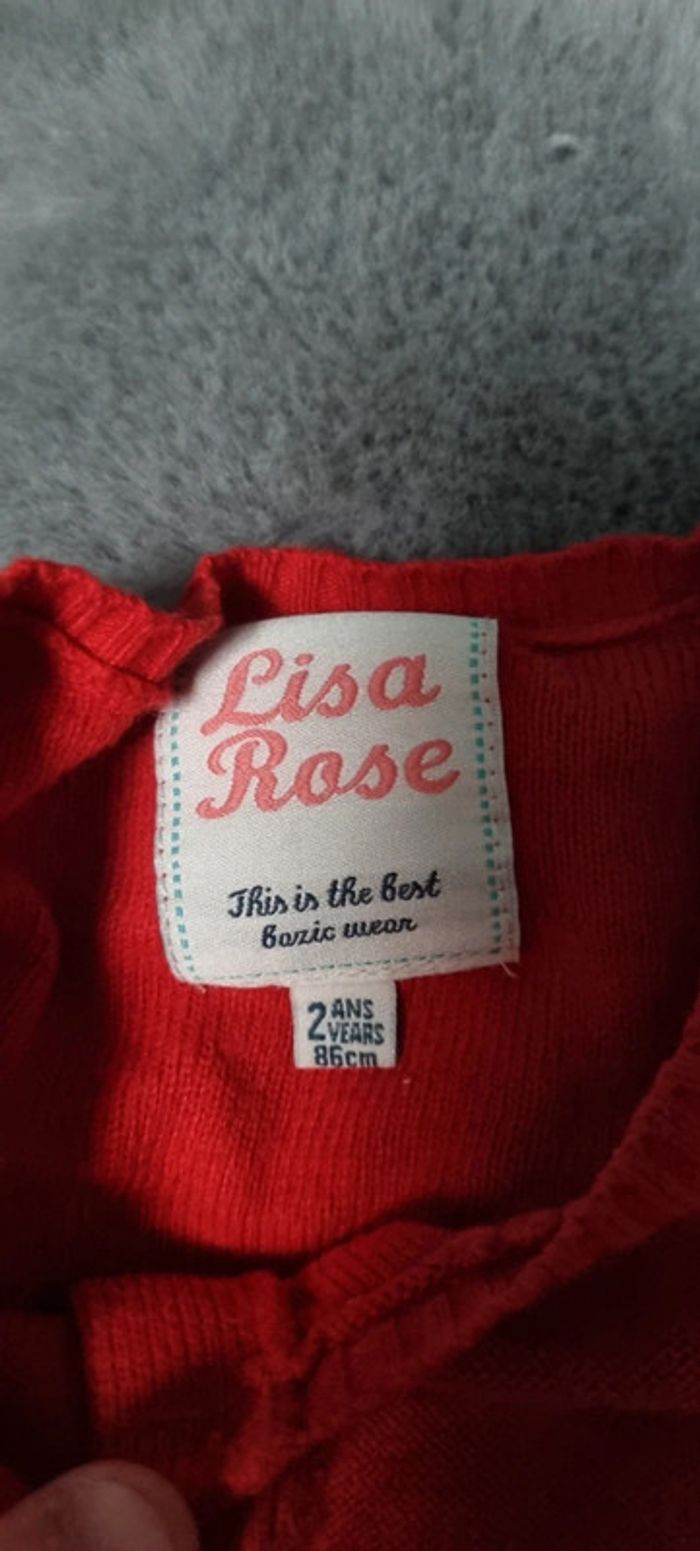 Lisa
Rose
This is the best
bazic wear
2 ANS
YEARS
86cm